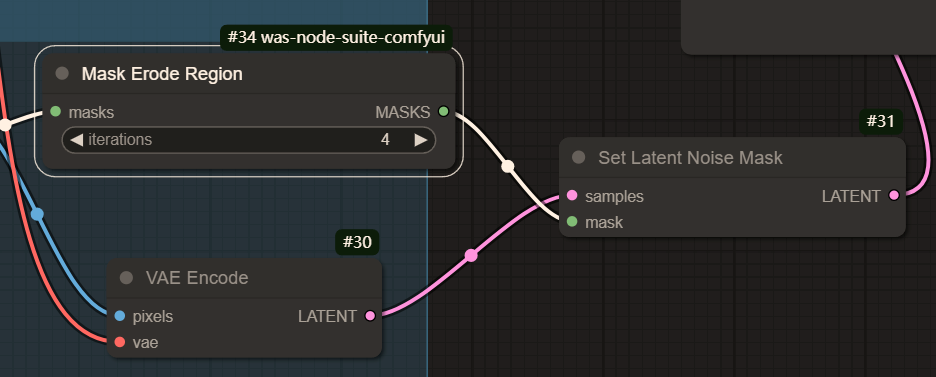 #34 was-node-suite-comfyui
Mask Erode Region
masks MASKS
iterations 4
#31
Set Latent Noise Mask
samples LATENT
mask
#30
VAE Encode
pixels LATENT
vae